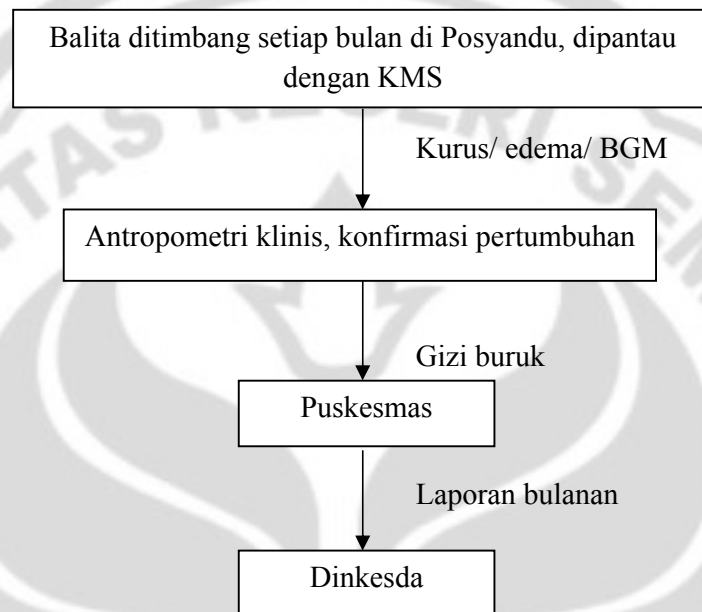 Balita ditimbang setiap bulan di Posyandu, dipantau
dengan KMS
Kurus/ edema/ BGM
Antropometri klinis, konfirmasi pertumbuhan
Gizi buruk
Puskesmas
Laporan bulanan
Dinkesda